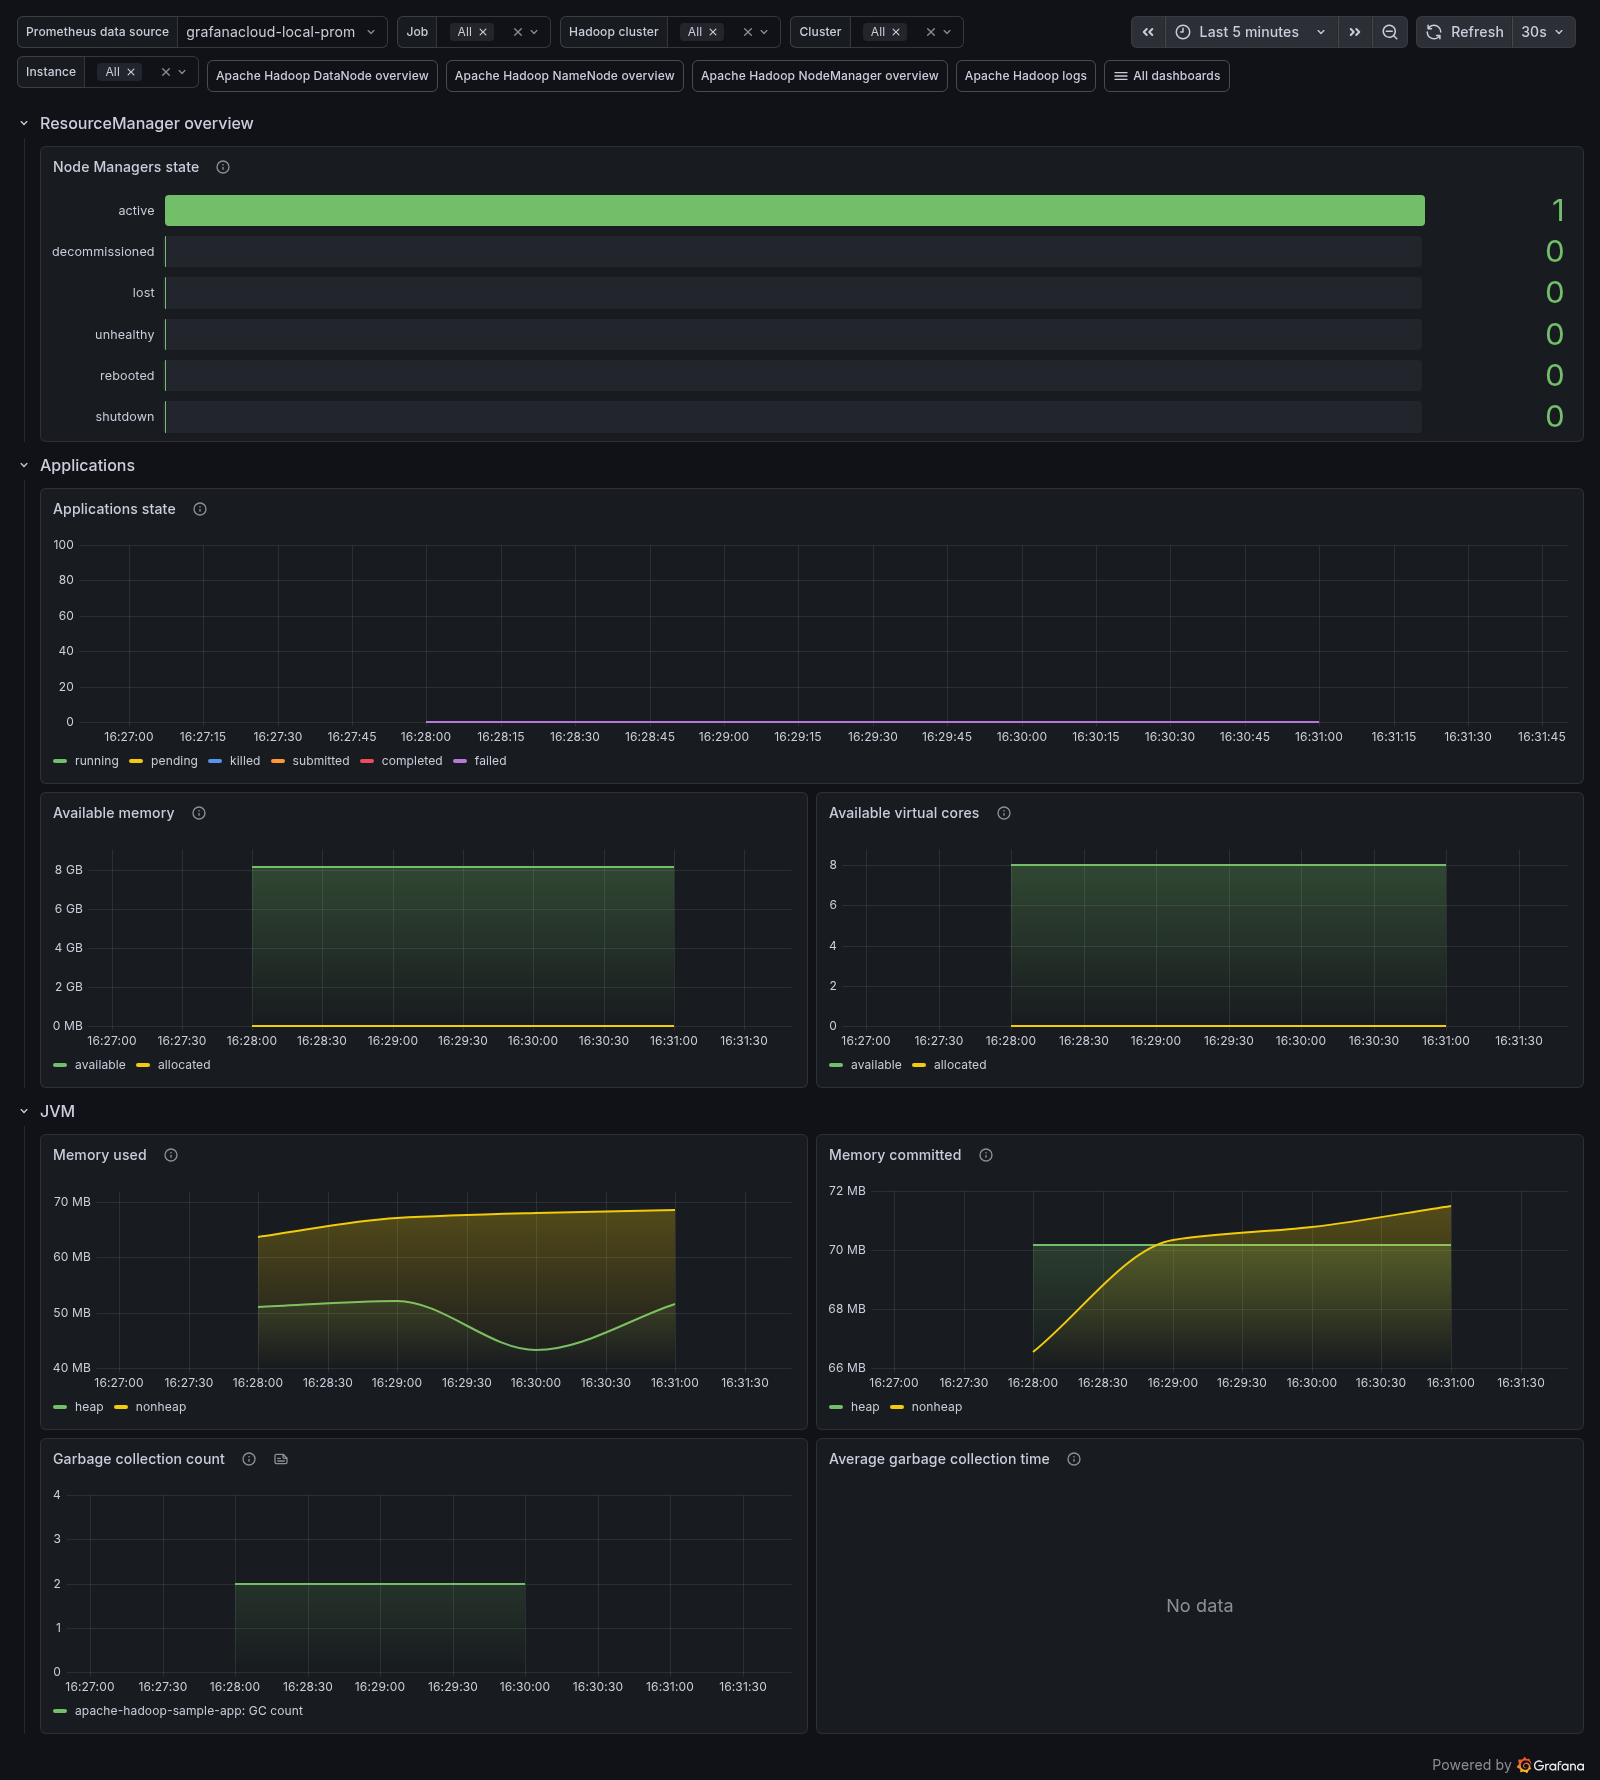 Prometheus data source grafanacloud-local-prom Job All Hadoop cluster All Cluster All Last 5 minutes Refresh 30s
Instance All Apache Hadoop DataNode overview Apache Hadoop NameNode overview Apache Hadoop NodeManager overview Apache Hadoop logs All dashboards
ResourceManager overview
Node Managers state
active 1
decommissioned 0
lost 0
unhealthy 0
rebooted 0
shutdown 0
Applications
Applications state
100
80
60
40
20
0
16:27:00 16:27:15 16:27:30 16:27:45 16:28:00 16:28:15 16:28:30 16:28:45 16:29:00 16:29:15 16:29:30 16:29:45 16:30:00 16:30:15 16:30:30 16:30:45 16:31:00 16:31:15 16:31:30 16:31:45
running pending killed submitted completed failed
Available memory
8 GB
6 GB
4 GB
2 GB
0 MB
16:27:00 16:27:30 16:28:00 16:28:30 16:29:00 16:29:30 16:30:00 16:30:30 16:31:00 16:31:30
available allocated
Available virtual cores
8
6
4
2
0
16:27:00 16:27:30 16:28:00 16:28:30 16:29:00 16:29:30 16:30:00 16:30:30 16:31:00 16:31:30
available allocated
JVM
Memory used
70 MB
60 MB
50 MB
40 MB
16:27:00 16:27:30 16:28:00 16:28:30 16:29:00 16:29:30 16:30:00 16:30:30 16:31:00 16:31:30
heap nonheap
Memory committed
72 MB
70 MB
68 MB
66 MB
16:27:00 16:27:30 16:28:00 16:28:30 16:29:00 16:29:30 16:30:00 16:30:30 16:31:00 16:31:30
heap nonheap
Garbage collection count
4
3
2
1
0
16:27:00 16:27:30 16:28:00 16:28:30 16:29:00 16:29:30 16:30:00 16:30:30 16:31:00 16:31:30
apache-hadoop-sample-app: GC count
Average garbage collection time
No data
Powered by Grafana